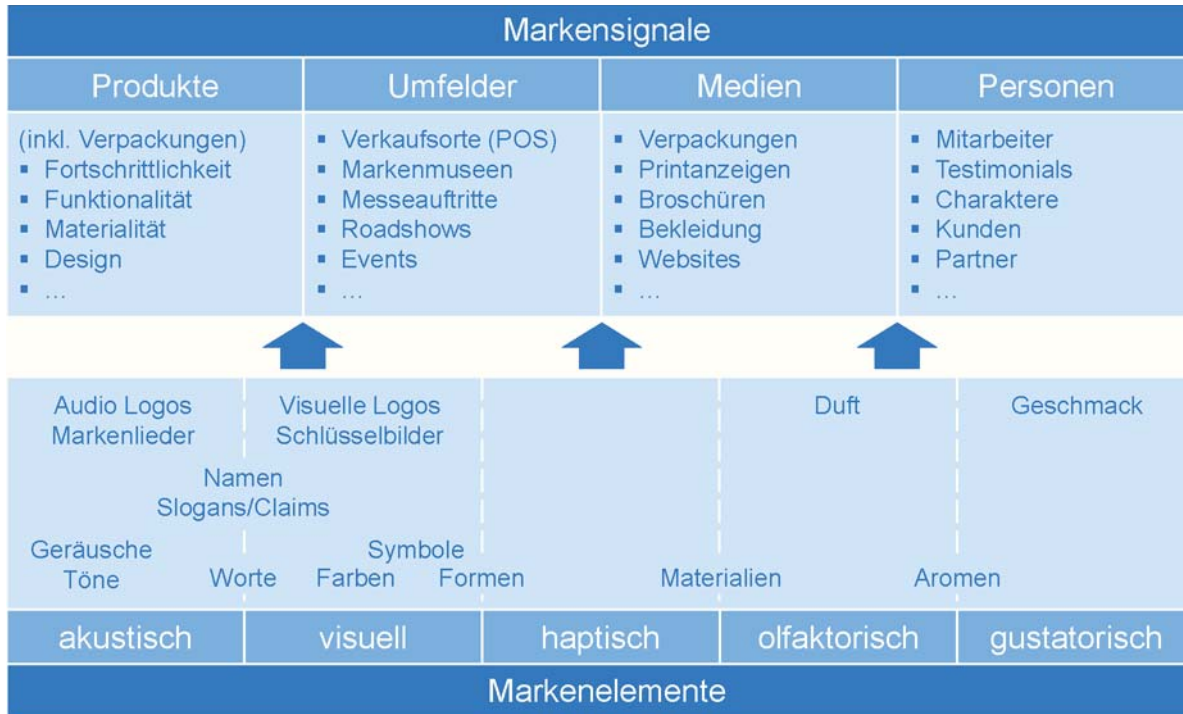 Markensignale
Produkte
(inkl. Verpackungen)
▪ Fortschrittlichkeit
▪ Funktionalität
▪ Materialität
▪ Design
▪ ...
Umfelder
▪ Verkaufsorte (POS)
▪ Markenmuseen
▪ Messeauftritte
▪ Roadshows
▪ Events
▪ ...
Medien
▪ Verpackungen
▪ Printanzeigen
▪ Broschüren
▪ Bekleidung
▪ Websites
▪ ...
Personen
▪ Mitarbeiter
▪ Testimonials
▪ Charaktere
▪ Kunden
▪ Partner
▪ ...
Audio Logos
Markenlieder
Visuelle Logos
Schlüsselbilder
Duft
Geschmack
Namen
Slogans/Claims
Geräusche
Töne
Worte
Farben
Symbole
Formen
Materialien
Aromen
akustisch
visuell
haptisch
olfaktorisch
gustatorisch
Markenelemente